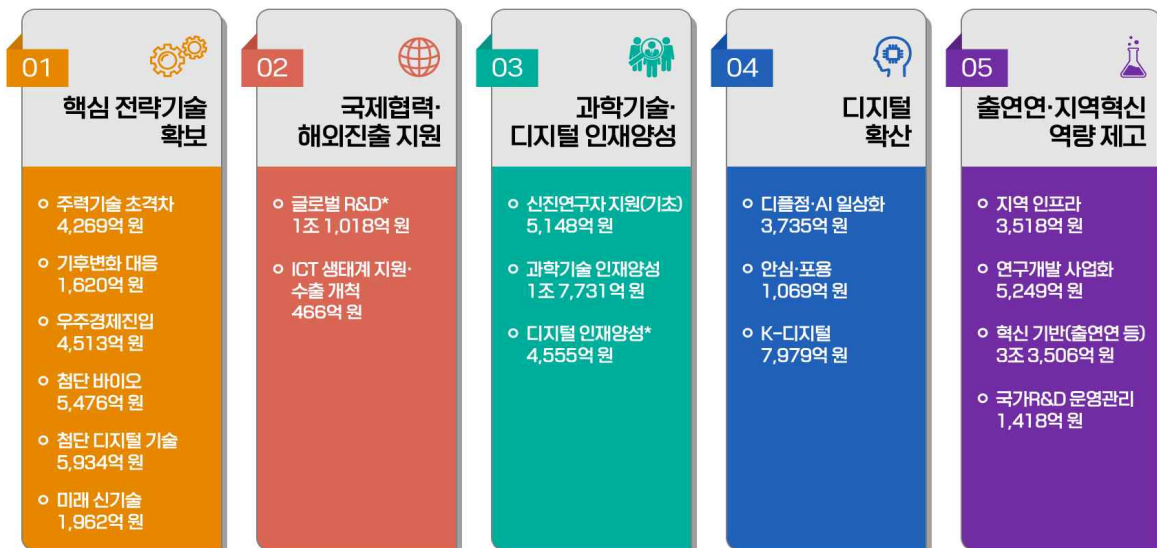 01
핵심 전략기술
확보
주력기술 초격차
4,269억 원
기후변화 대응
1,620억 원
우주경제진입
4,513억 원
첨단 바이오
5,476억 원
첨단 디지털 기술
5,934억 원
미래 신기술
1,962억 원
02
국제협력·
해외진출 지원
글로벌 R&D*
1조 1,018억 원
ICT 생태계 지원·
수출 개척
466억 원
03
과학기술·
디지털 인재양성
신진연구자 지원(기초)
5,148억 원
과학기술 인재양성
1조 7,731억 원
디지털 인재양성*
4,555억 원
04
디지털
확산
디플정·AI 일상화
3,735억 원
안심·포용
1,069억 원
K-디지털
7,979억 원
05
출연연·지역혁신
역량 제고
지역 인프라
3,518억 원
연구개발 사업화
5,249억 원
혁신 기반(출연연 등)
3조 3,506억 원
국가R&D 운영관리
1,418억 원